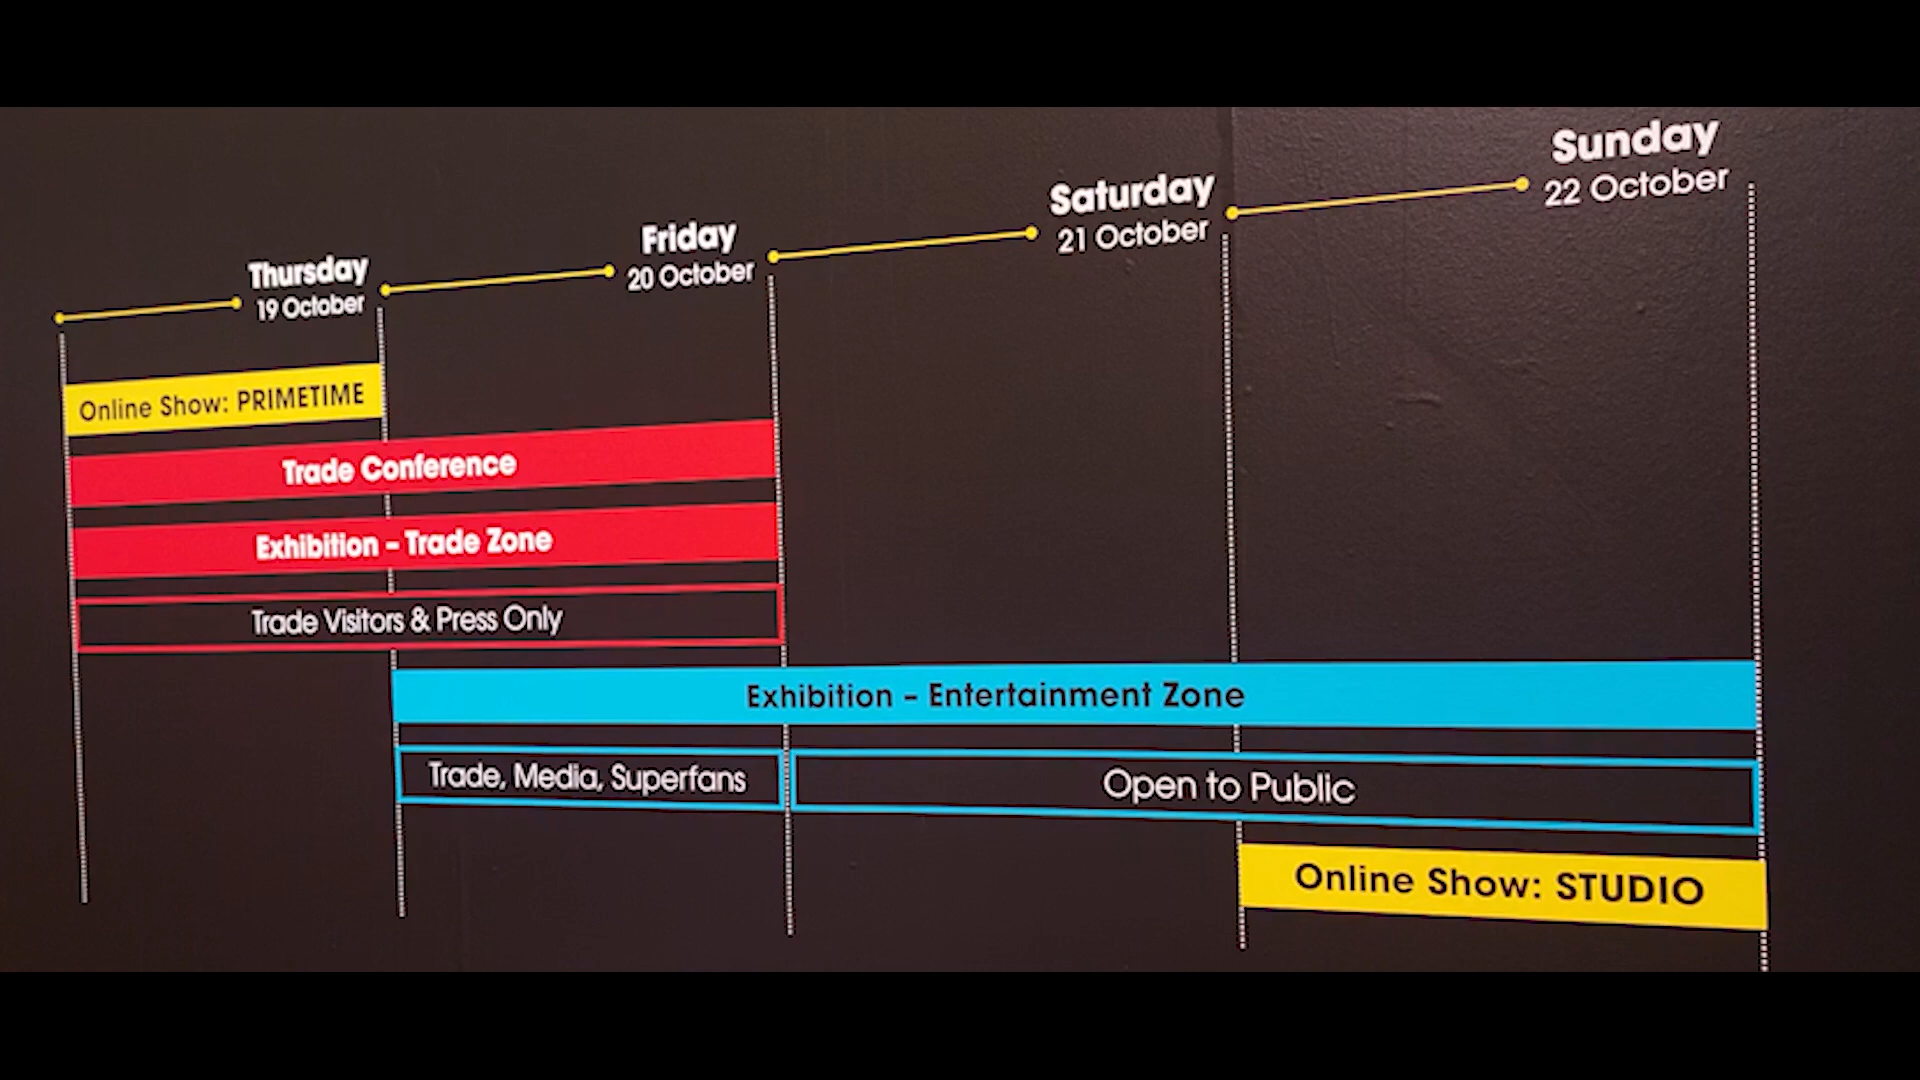 Thursday
19 October
Friday
20 October
Saturday
21 October
Sunday
22 October
Online Show: PRIMETIME
Trade Conference
Exhibition – Trade Zone
Trade Visitors & Press Only
Exhibition – Entertainment Zone
Trade, Media, Superfans
Open to Public
Online Show: STUDIO